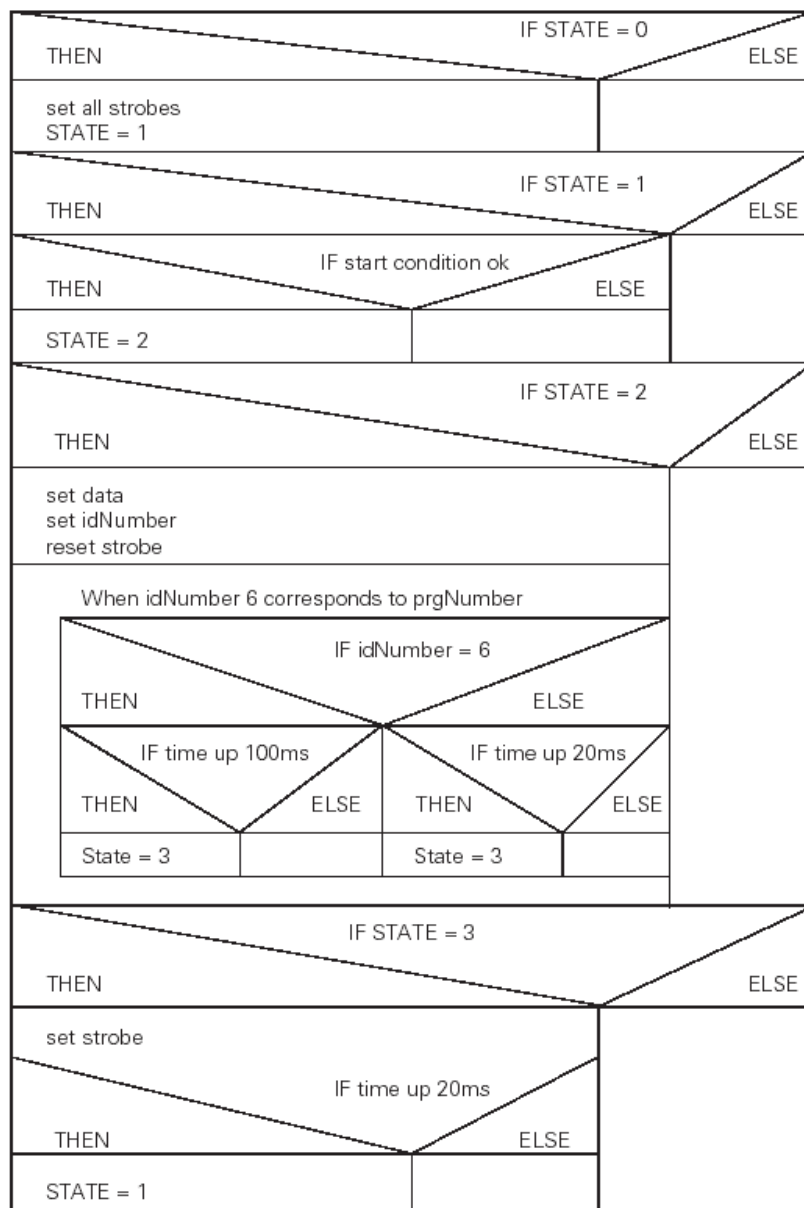 IF STATE = 0
THEN ELSE
set all strobes
STATE = 1
IF STATE = 1
THEN ELSE
IF start condition ok
THEN ELSE
STATE = 2
IF STATE = 2
THEN ELSE
set data
set idNumber
reset strobe
When idNumber 6 corresponds to prgNumber
IF idNumber = 6
THEN ELSE
IF time up 100ms IF time up 20ms
THEN ELSE THEN ELSE
State = 3 State = 3
IF STATE = 3
THEN ELSE
set strobe
IF time up 20ms
THEN ELSE
STATE = 1